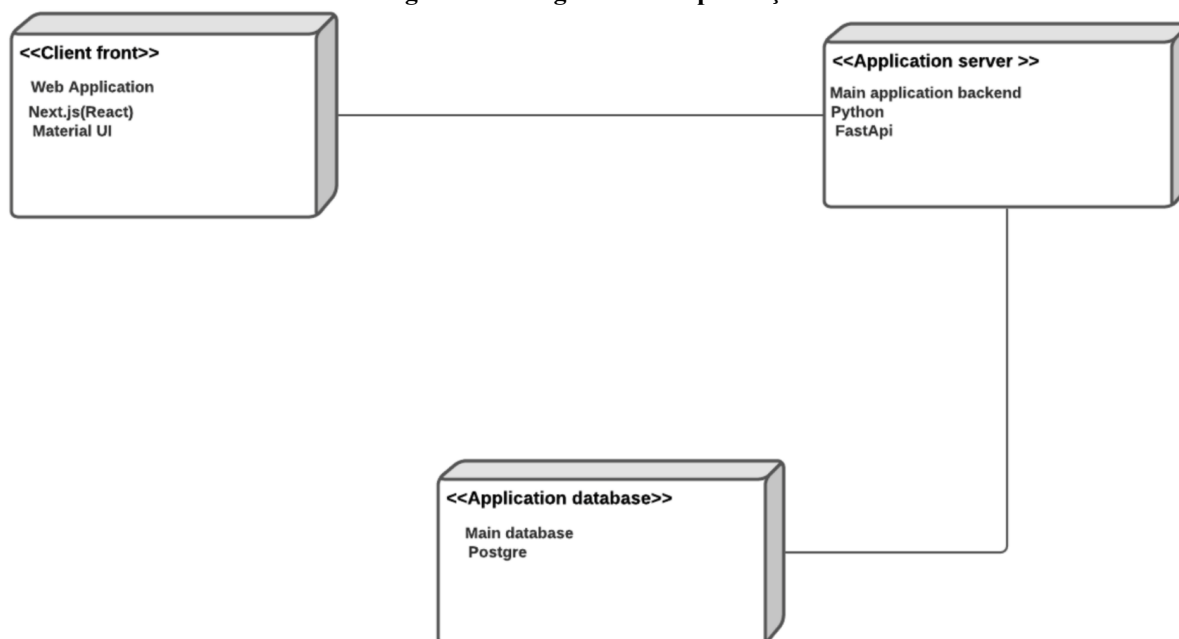 <<Client front>>
Web Application
Next.js(React)
Material UI
<<Application server >>
Main application backend
Python
FastApi
<<Application database>>
Main database
Postgre